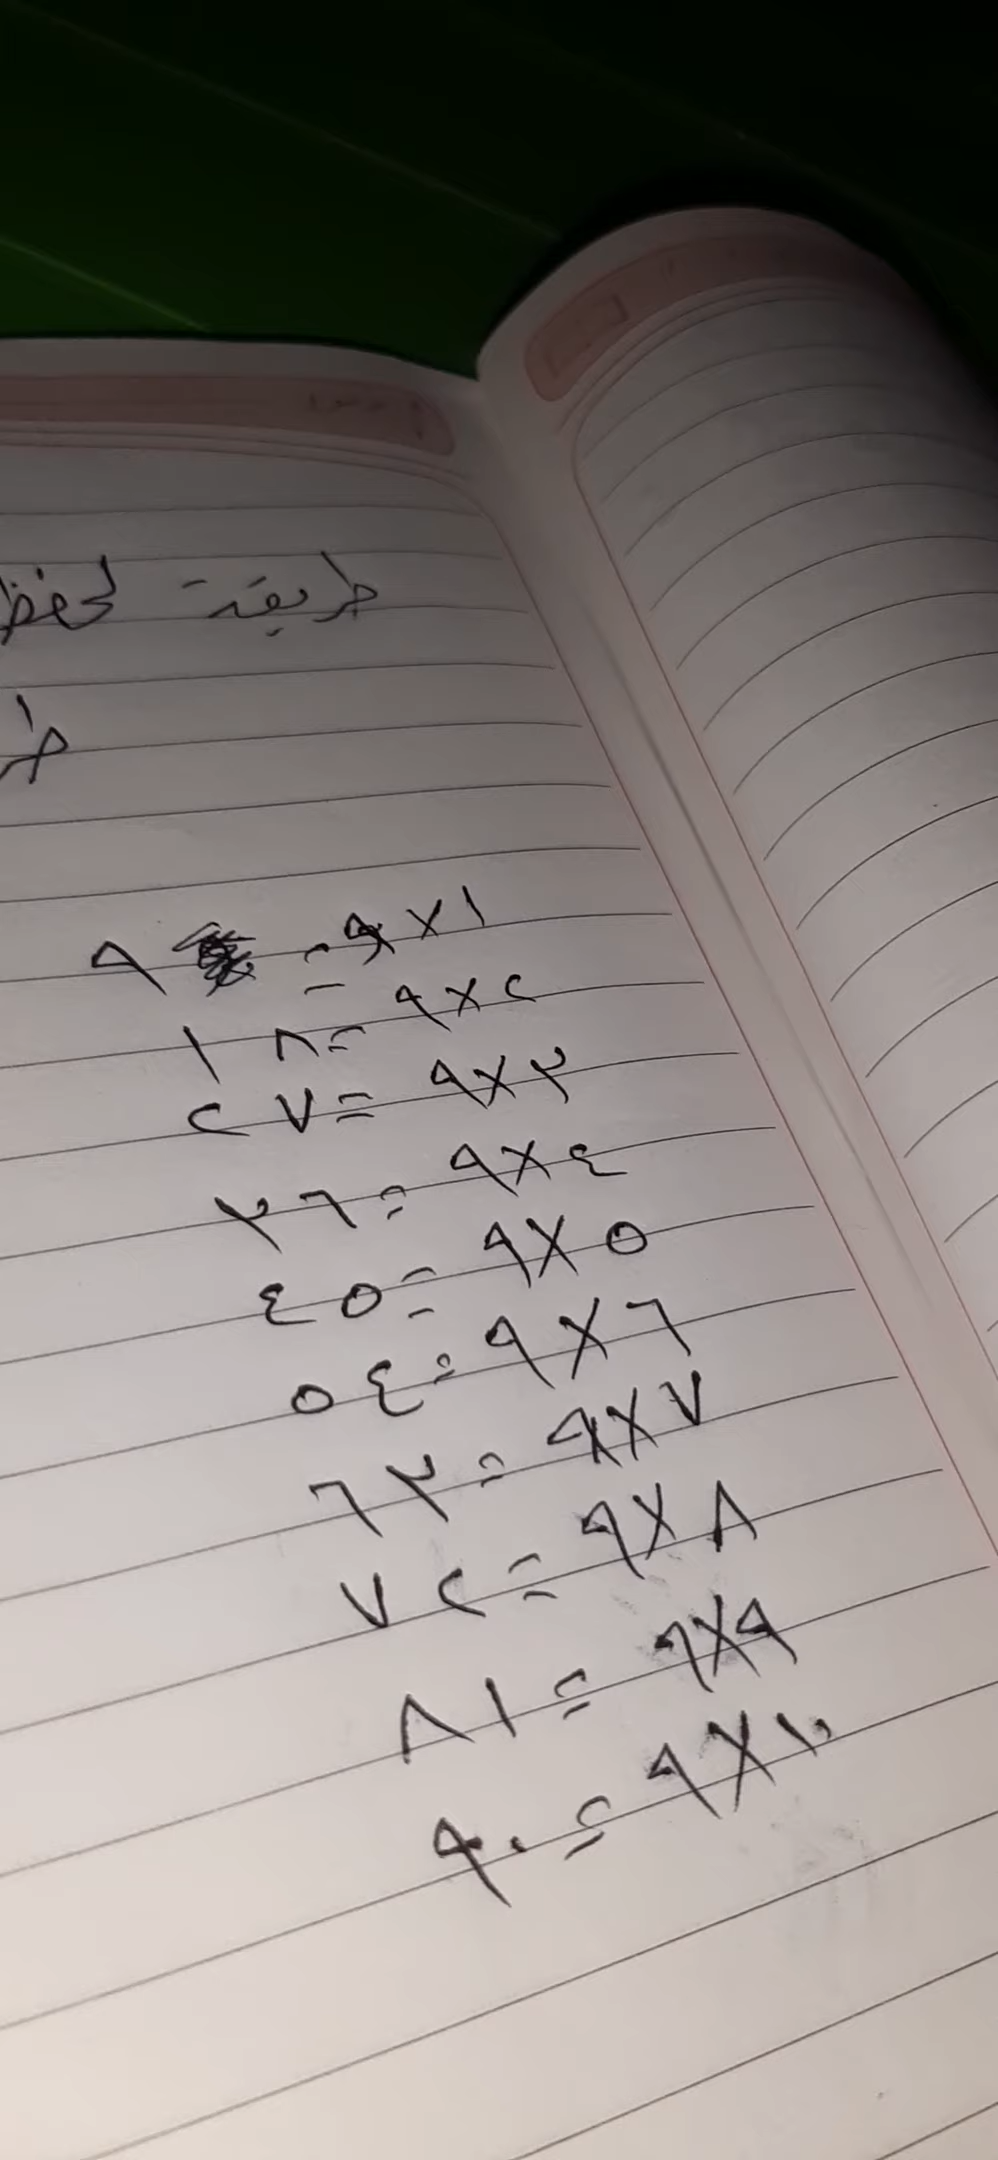 طريقة لحفظ
١ × ٩ = ٩
٢ × ٩ = ١٨
٣ × ٩ = ٢٧
٤ × ٩ = ٣٦
٥ × ٩ = ٤٥
٦ × ٩ = ٥٤
٧ × ٩ = ٦٣
٨ × ٩ = ٧٢
٩ × ٩ = ٨١
١٠ × ٩ = ٩٠